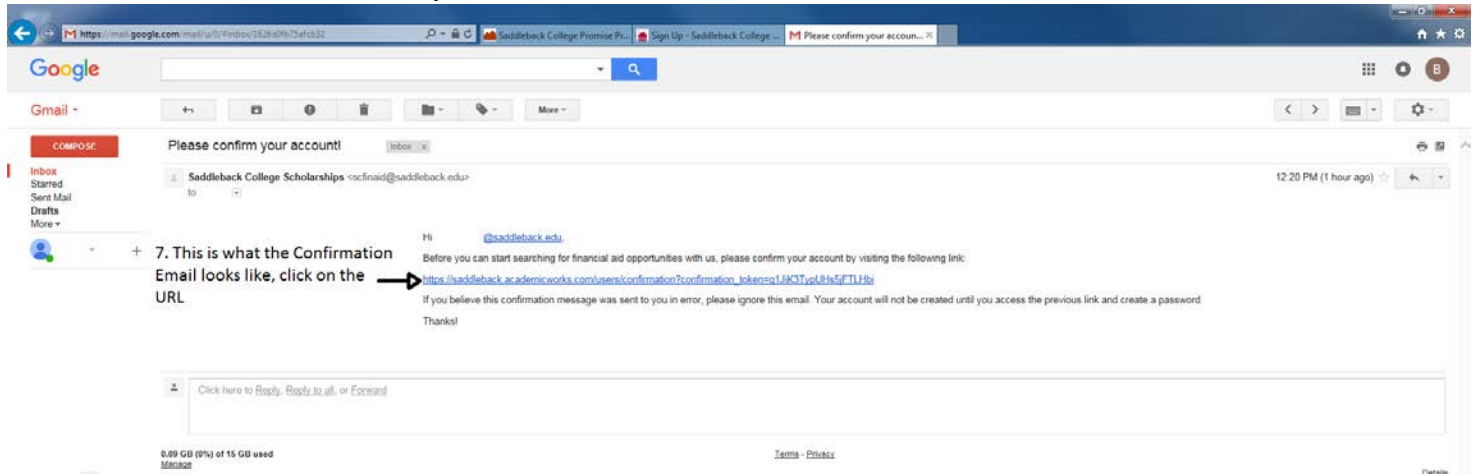 https://mail.google.com/mail/u/0/#inbox/
Saddleback College Promise Pr...
Sign Up - Saddleback College ...
Please confirm your accoun...
Google
B
Gmail
More
COMPOSE
Please confirm your account!
Inbox x
Inbox
Starred
Sent Mail
Drafts
More
Saddleback College Scholarships <scfinaid@saddleback.edu>
12:20 PM (1 hour ago)
to
Hi @saddleback.edu,
Before you can start searching for financial aid opportunities with us, please confirm your account by visiting the following link:
https://saddleback.academicworks.com/users/confirmation?confirmation_token=
If you believe this confirmation message was sent to you in error, please ignore this email. Your account will not be created until you access the previous link and create a password.
Thanks!
7. This is what the Confirmation
Email looks like, click on the
URL
Click here to Reply, Reply to all, or Forward
0.09 GB (0%) of 15 GB used
Manage
Terms - Privacy
Details